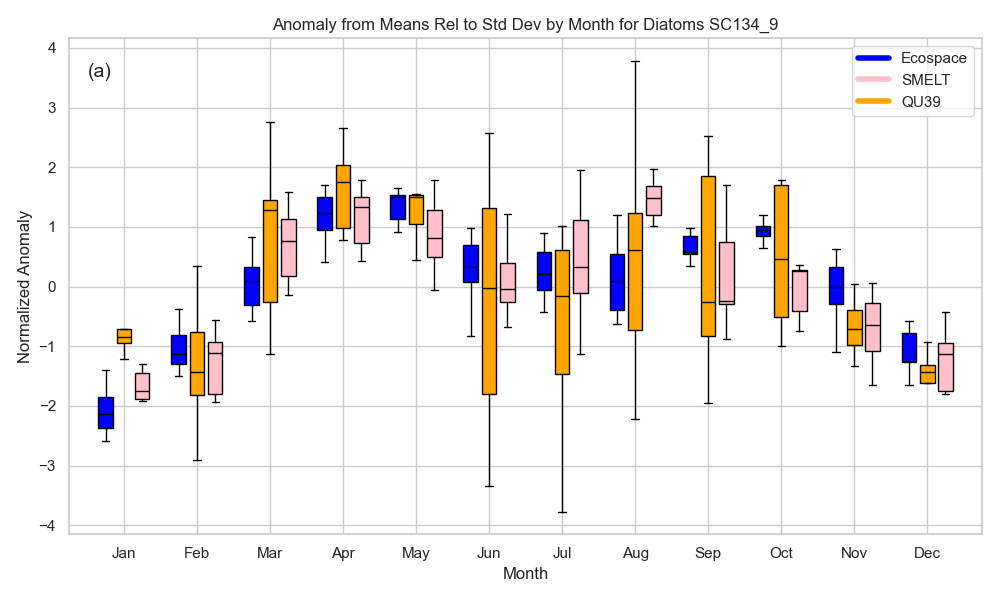 Anomaly from Means Rel to Std Dev by Month for Diatoms SC134_9
(a)
Ecospace
SMELT
QU39
Normalized Anomaly
4
3
2
1
0
−1
−2
−3
−4
Jan Feb Mar Apr May Jun Jul Aug Sep Oct Nov Dec
Month